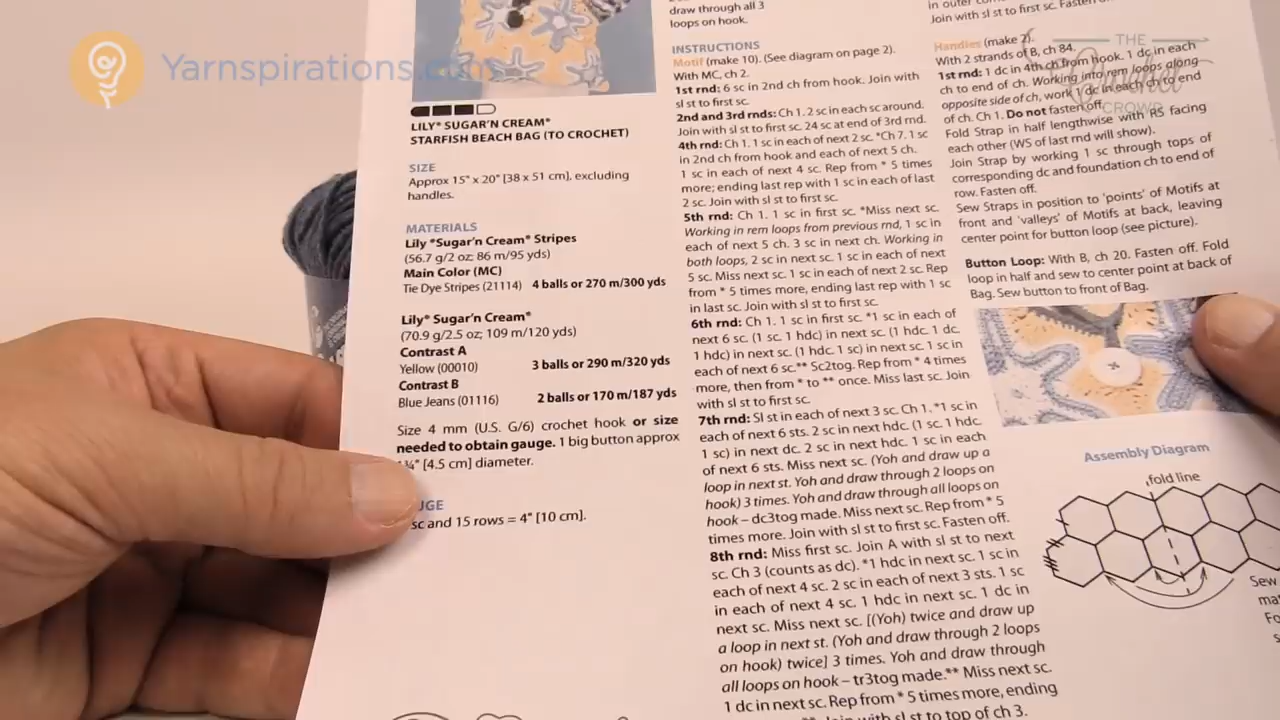 Yarnspirations.com
THE
Crochet
CROWD
LILY® SUGAR'N CREAM®
STARFISH BEACH BAG (TO CROCHET)
SIZE
Approx 15" x 20" [38 x 51 cm], excluding
handles.
MATERIALS
Lily ®Sugar'n Cream® Stripes
(56.7 g/2 oz; 86 m/95 yds)
Main Color (MC)
Tie Dye Stripes (21114) 4 balls or 270 m/300 yds
Lily ®Sugar'n Cream®
(70.9 g/2.5 oz; 109 m/120 yds)
Contrast A
Yellow (00010) 3 balls or 290 m/320 yds
Contrast B
Blue Jeans (01116) 2 balls or 170 m/187 yds
Size 4 mm (U.S. G/6) crochet hook or size
needed to obtain gauge. 1 big button approx
¾" [4.5 cm] diameter.
UGE
sc and 15 rows = 4" [10 cm].
draw through all 3
loops on hook.
INSTRUCTIONS
Motif (make 10). (See diagram on page 2).
With MC, ch 2.
1st rnd: 6 sc in 2nd ch from hook. Join with
sl st to first sc.
2nd and 3rd rnds: Ch 1. 2 sc in each sc around.
Join with sl st to first sc. 24 sc at end of 3rd rnd.
4th rnd: Ch 1. 1 sc in each of next 2 sc. *Ch 7. 1 sc
in 2nd ch from hook and each of next 5 ch.
1 sc in each of next 4 sc. Rep from * 5 times
more; ending last rep with 1 sc in each of last
2 sc. Join with sl st to first sc.
5th rnd: Ch 1. 1 sc in first sc. *Miss next sc.
Working in rem loops from previous rnd, 1 sc in
each of next 5 ch. 3 sc in next ch. Working in
both loops, 2 sc in next sc. 1 sc in each of next
5 sc. Miss next sc. 1 sc in each of next 2 sc. Rep
from * 5 times more, ending last rep with 1 sc
in last sc. Join with sl st to first sc.
6th rnd: Ch 1. 1 sc in first sc. *1 sc in each of
next 6 sc. (1 sc. 1 hdc) in next sc. (1 hdc. 1 dc.
1 hdc) in next sc. (1 hdc. 1 sc) in next sc. 1 sc in
each of next 6 sc.** Sc2tog. Rep from * 4 times
more, then from * to ** once. Miss last sc. Join
with sl st to first sc.
7th rnd: Sl st in each of next 3 sc. Ch 1. *1 sc in
each of next 6 sts. 2 sc in next hdc. (1 sc. 1 hdc.
1 sc) in next dc. 2 sc in next hdc. 1 sc in each
of next 6 sts. Miss next sc. (Yoh and draw up a
loop in next st. Yoh and draw through 2 loops on
hook) 3 times. Yoh and draw through all loops on
hook – dc3tog made. Miss next sc. Rep from * 5
times more. Join with sl st to first sc. Fasten off.
8th rnd: Miss first sc. Join A with sl st to next
sc. Ch 3 (counts as dc). *1 hdc in next sc. 1 sc in
each of next 4 sc. 2 sc in each of next 3 sts. 1 sc
in each of next 4 sc. 1 hdc in next sc. 1 dc in
next sc. Miss next sc. [(Yoh) twice and draw up
a loop in next st. (Yoh and draw through 2 loops
on hook) twice] 3 times. Yoh and draw through
all loops on hook – tr3tog made.** Miss next sc.
1 dc in next sc. Rep from * 5 times more, ending
** Join with sl st to top of ch 3.
in outer
Join with sl st to first sc. Fasten
Handles (make 2).
With 2 strands of B, ch 84.
1st rnd: 1 dc in 4th ch from hook. 1 dc in each
ch to end of ch. Working into rem loops along
opposite side of ch, work 1 dc in each ch to end
of ch. Ch 1. Do not fasten off.
Fold Strap in half lengthwise with RS facing
each other (WS of last rnd will show).
Join Strap by working 1 sc through tops of
corresponding dc and foundation ch to end of
row. Fasten off.
Sew Straps in position to 'points' of Motifs at
front and 'valleys' of Motifs at back, leaving
center point for button loop (see picture).
Button Loop: With B, ch 20. Fasten off. Fold
loop in half and sew to center point at back of
Bag. Sew button to front of Bag.
Assembly Diagram
fold line
Sew